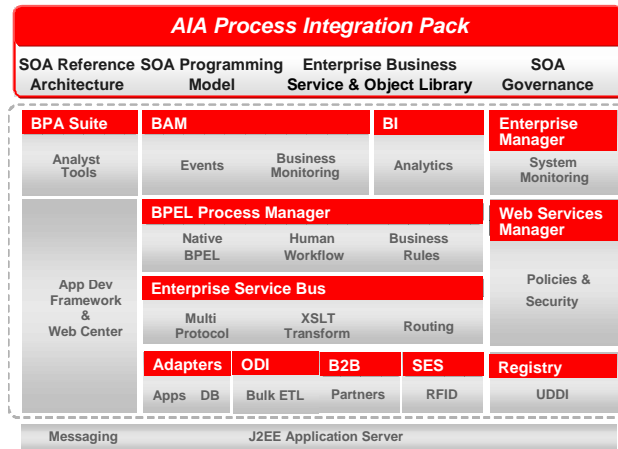 AIA Process Integration Pack
SOA Reference Architecture
SOA Programming Model
Enterprise Business Service & Object Library
SOA Governance
BPA Suite
BAM
BI
Enterprise Manager
Analyst Tools
Events
Business Monitoring
Analytics
System Monitoring
BPEL Process Manager
Web Services Manager
Native BPEL
Human Workflow
Business Rules
App Dev Framework & Web Center
Policies & Security
Enterprise Service Bus
Multi Protocol
XSLT Transform
Routing
Adapters
ODI
B2B
SES
Registry
Apps DB
Bulk ETL
Partners
RFID
UDDI
Messaging
J2EE Application Server